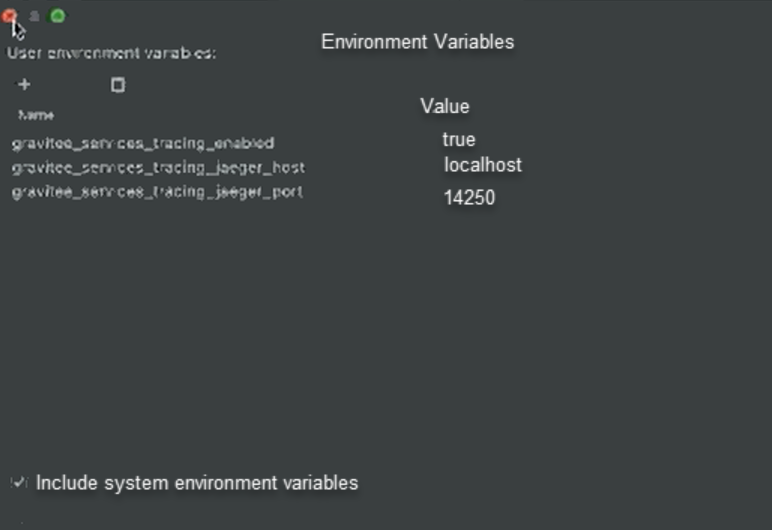 Environment Variables
User environment variables:
Name Value
gravitee_services_tracing_enabled true
gravitee_services_tracing_jaeger_host localhost
gravitee_services_tracing_jaeger_port 14250
Include system environment variables